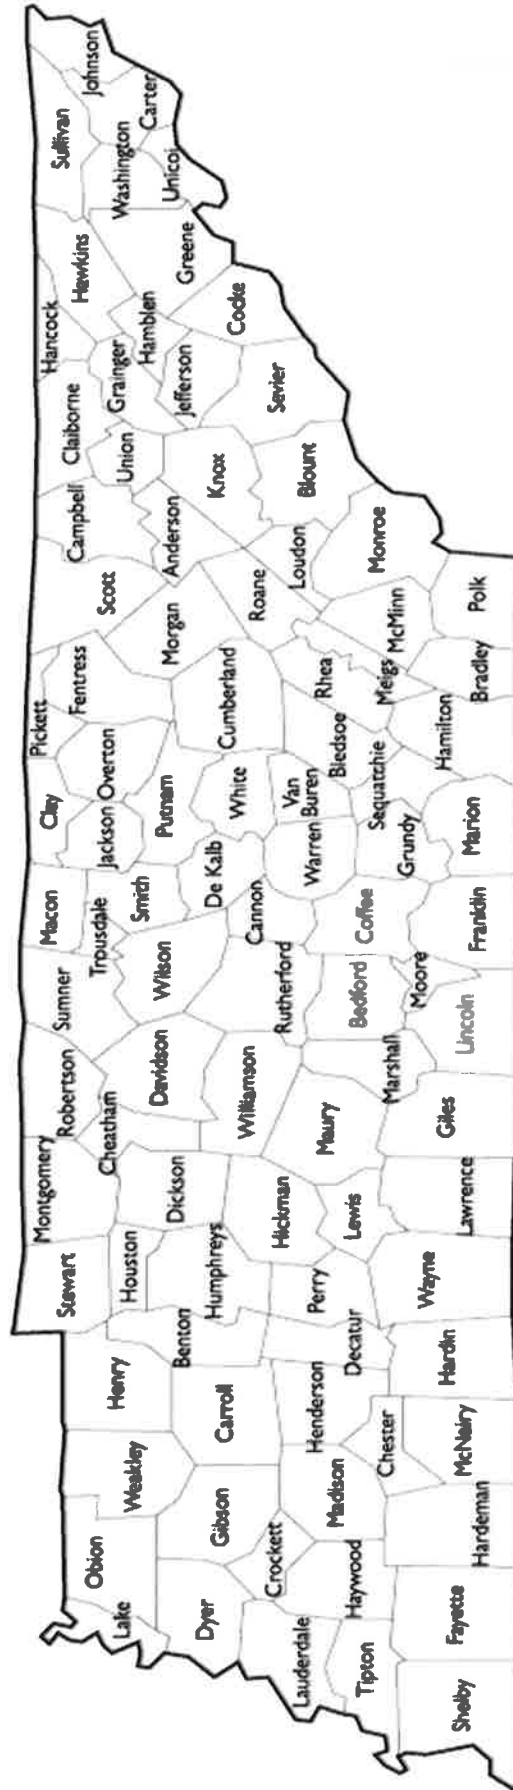 Lake
Obion
Weakley
Henry
Stewart
Montgomery
Robertson
Sumner
Macon
Clay
Pickett
Fentress
Scott
Campbell
Claiborne
Hancock
Hawkins
Sullivan
Johnson
Carter
Washington
Unicoi
Greene
Hamblen
Grainger
Union
Anderson
Morgan
Overton
Jackson
Trousdale
Smith
Putnam
Wilson
Davidson
Cheatham
Dickson
Houston
Humphreys
Benton
Carroll
Gibson
Dyer
Lauderdale
Crockett
Haywood
Madison
Henderson
Decatur
Perry
Hickman
Lewis
Williamson
Maury
Rutherford
Cannon
De Kalb
Warren
White
Van
Buren
Cumberland
Bledsoe
Rhea
Roane
Loudon
Knox
Jefferson
Cocke
Sevier
Blount
Monroe
McMinn
Meigs
Sequatchie
Grundy
Coffee
Bedford
Marshall
Moore
Tipton
Shelby
Fayette
Hardeman
Chester
McNairy
Hardin
Wayne
Lawrence
Giles
Lincoln
Franklin
Marion
Hamilton
Bradley
Polk